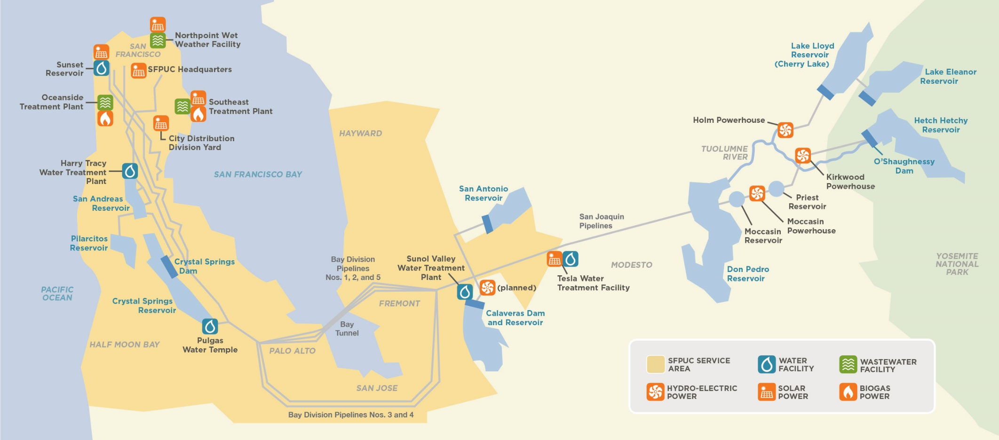 Northpoint Wet
Weather Facility
SAN
FRANCISCO
Sunset
Reservoir
SFPUC Headquarters
Oceanside
Treatment Plant
Southeast
Treatment Plant
City Distribution
Division Yard
Harry Tracy
Water Treatment
Plant
SAN FRANCISCO BAY
San Andreas
Reservoir
Pilarcitos
Reservoir
Crystal Springs
Dam
PACIFIC
OCEAN
Crystal Springs
Reservoir
Pulgas
Water Temple
HALF MOON BAY
PALO ALTO
HAYWARD
Bay Division
Pipelines
Nos. 1, 2, and 5
Bay
Tunnel
FREMONT
SAN JOSE
Bay Division Pipelines Nos. 3 and 4
Sunol Valley
Water Treatment
Plant
San Antonio
Reservoir
(planned)
Calaveras Dam
and Reservoir
San Joaquin
Pipelines
Tesla Water
Treatment Facility
MODESTO
Lake Lloyd
Reservoir
(Cherry Lake)
Lake Eleanor
Reservoir
Holm Powerhouse
TUOLUMNE
RIVER
Hetch Hetchy
Reservoir
O'Shaughnessy
Dam
Kirkwood
Powerhouse
Priest
Reservoir
Moccasin
Powerhouse
Moccasin
Reservoir
Don Pedro
Reservoir
YOSEMITE
NATIONAL
PARK
SFPUC SERVICE
AREA
WATER
FACILITY
WASTEWATER
FACILITY
HYDRO-ELECTRIC
POWER
SOLAR
POWER
BIOGAS
POWER